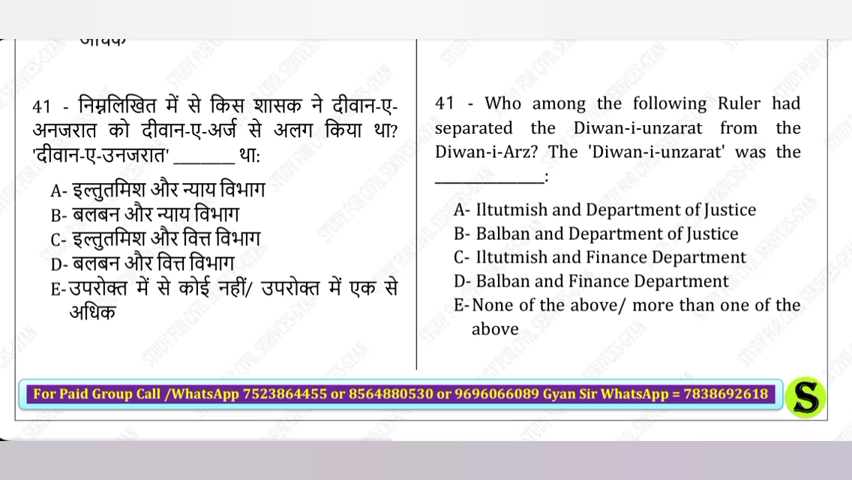 41 - निम्नलिखित में से किस शासक ने दीवान-ए-
अनजरात को दीवान-ए-अर्ज से अलग किया था?
'दीवान-ए-उनजरात' ________ था:
A- इल्तुतमिश और न्याय विभाग
B- बलबन और न्याय विभाग
C- इल्तुतमिश और वित्त विभाग
D- बलबन और वित्त विभाग
E-उपरोक्त में से कोई नहीं/ उपरोक्त में एक से
अधिक
41 - Who among the following Ruler had
separated the Diwan-i-unzarat from the
Diwan-i-Arz? The 'Diwan-i-unzarat' was the
______________:
A- Iltutmish and Department of Justice
B- Balban and Department of Justice
C- Iltutmish and Finance Department
D- Balban and Finance Department
E-None of the above/ more than one of the
above
For Paid Group Call /WhatsApp 7523864455 or 8564880530 or 9696066089 Gyan Sir WhatsApp = 7838692618
S